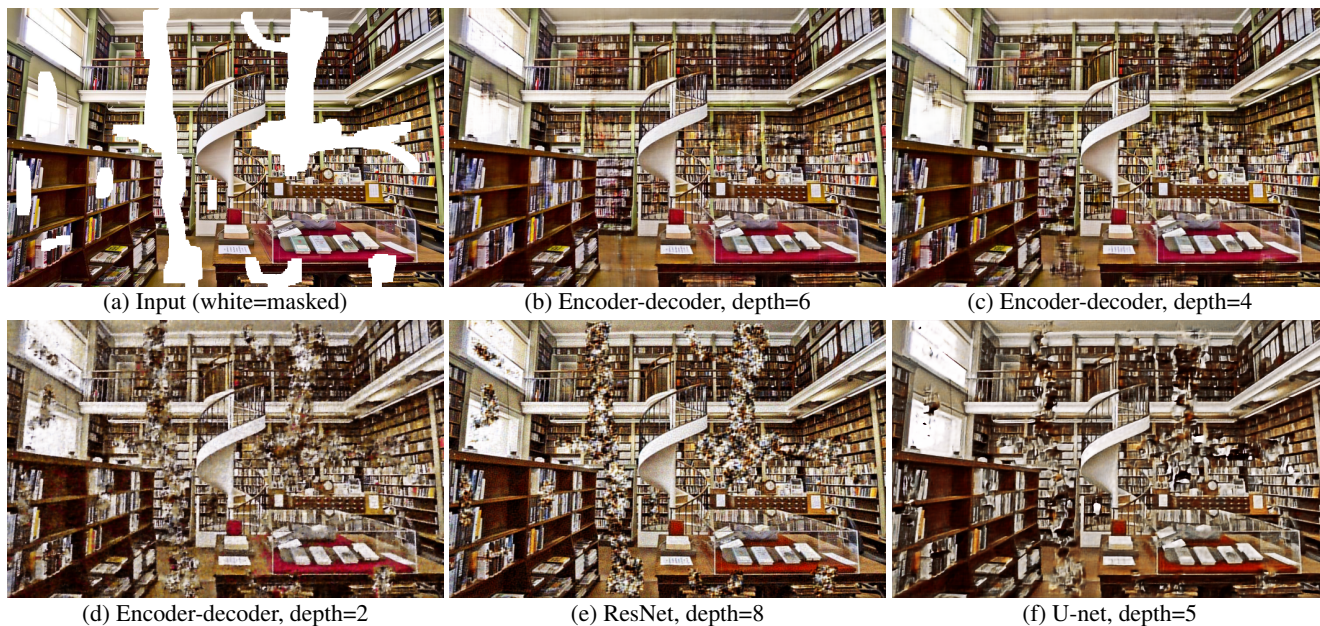 (a) Input (white=masked)
(b) Encoder-decoder, depth=6
(c) Encoder-decoder, depth=4
(d) Encoder-decoder, depth=2
(e) ResNet, depth=8
(f) U-net, depth=5